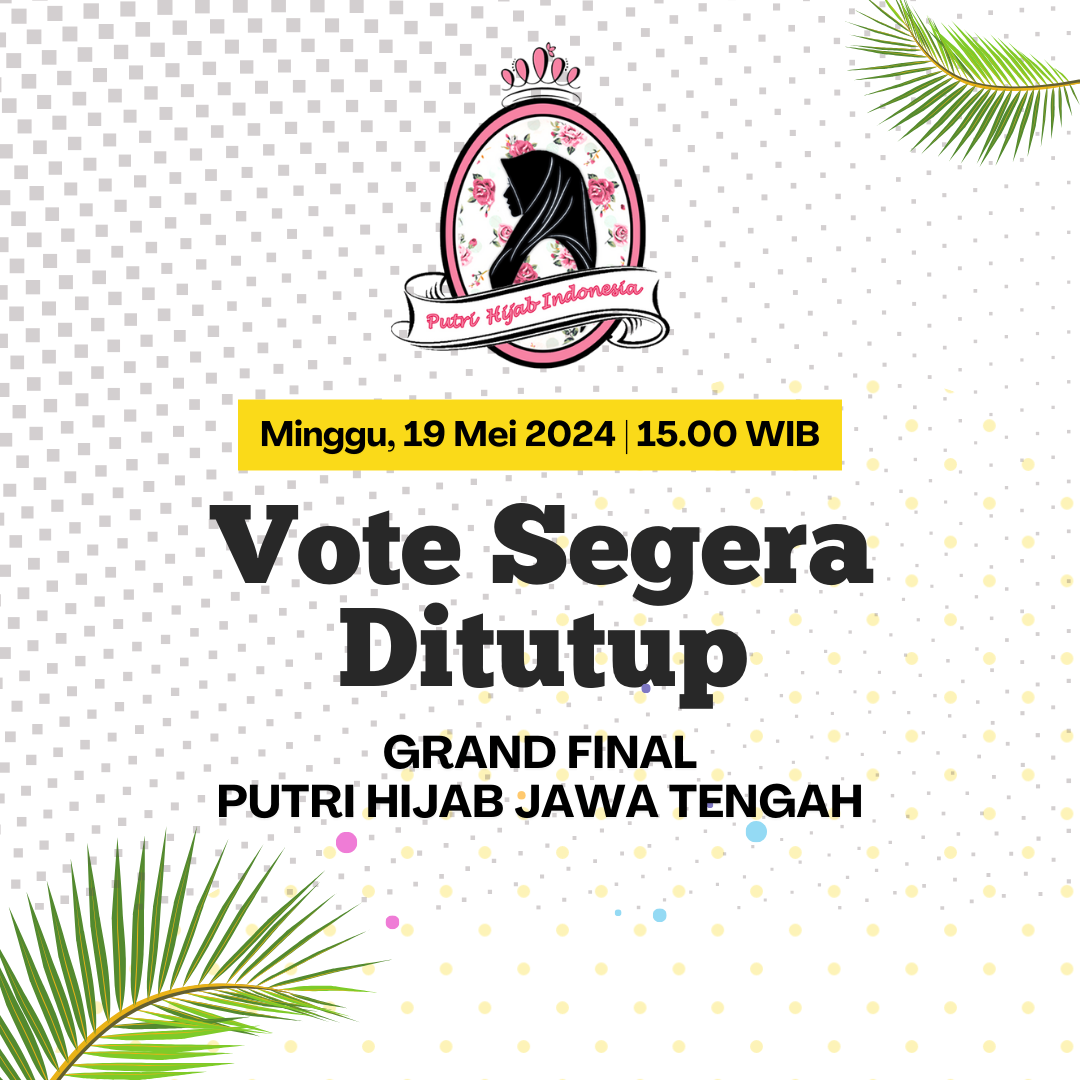 Putri Hijab Indonesia
Minggu, 19 Mei 2024 | 15.00 WIB
Vote Segera
Ditutup
GRAND FINAL
PUTRI HIJAB JAWA TENGAH